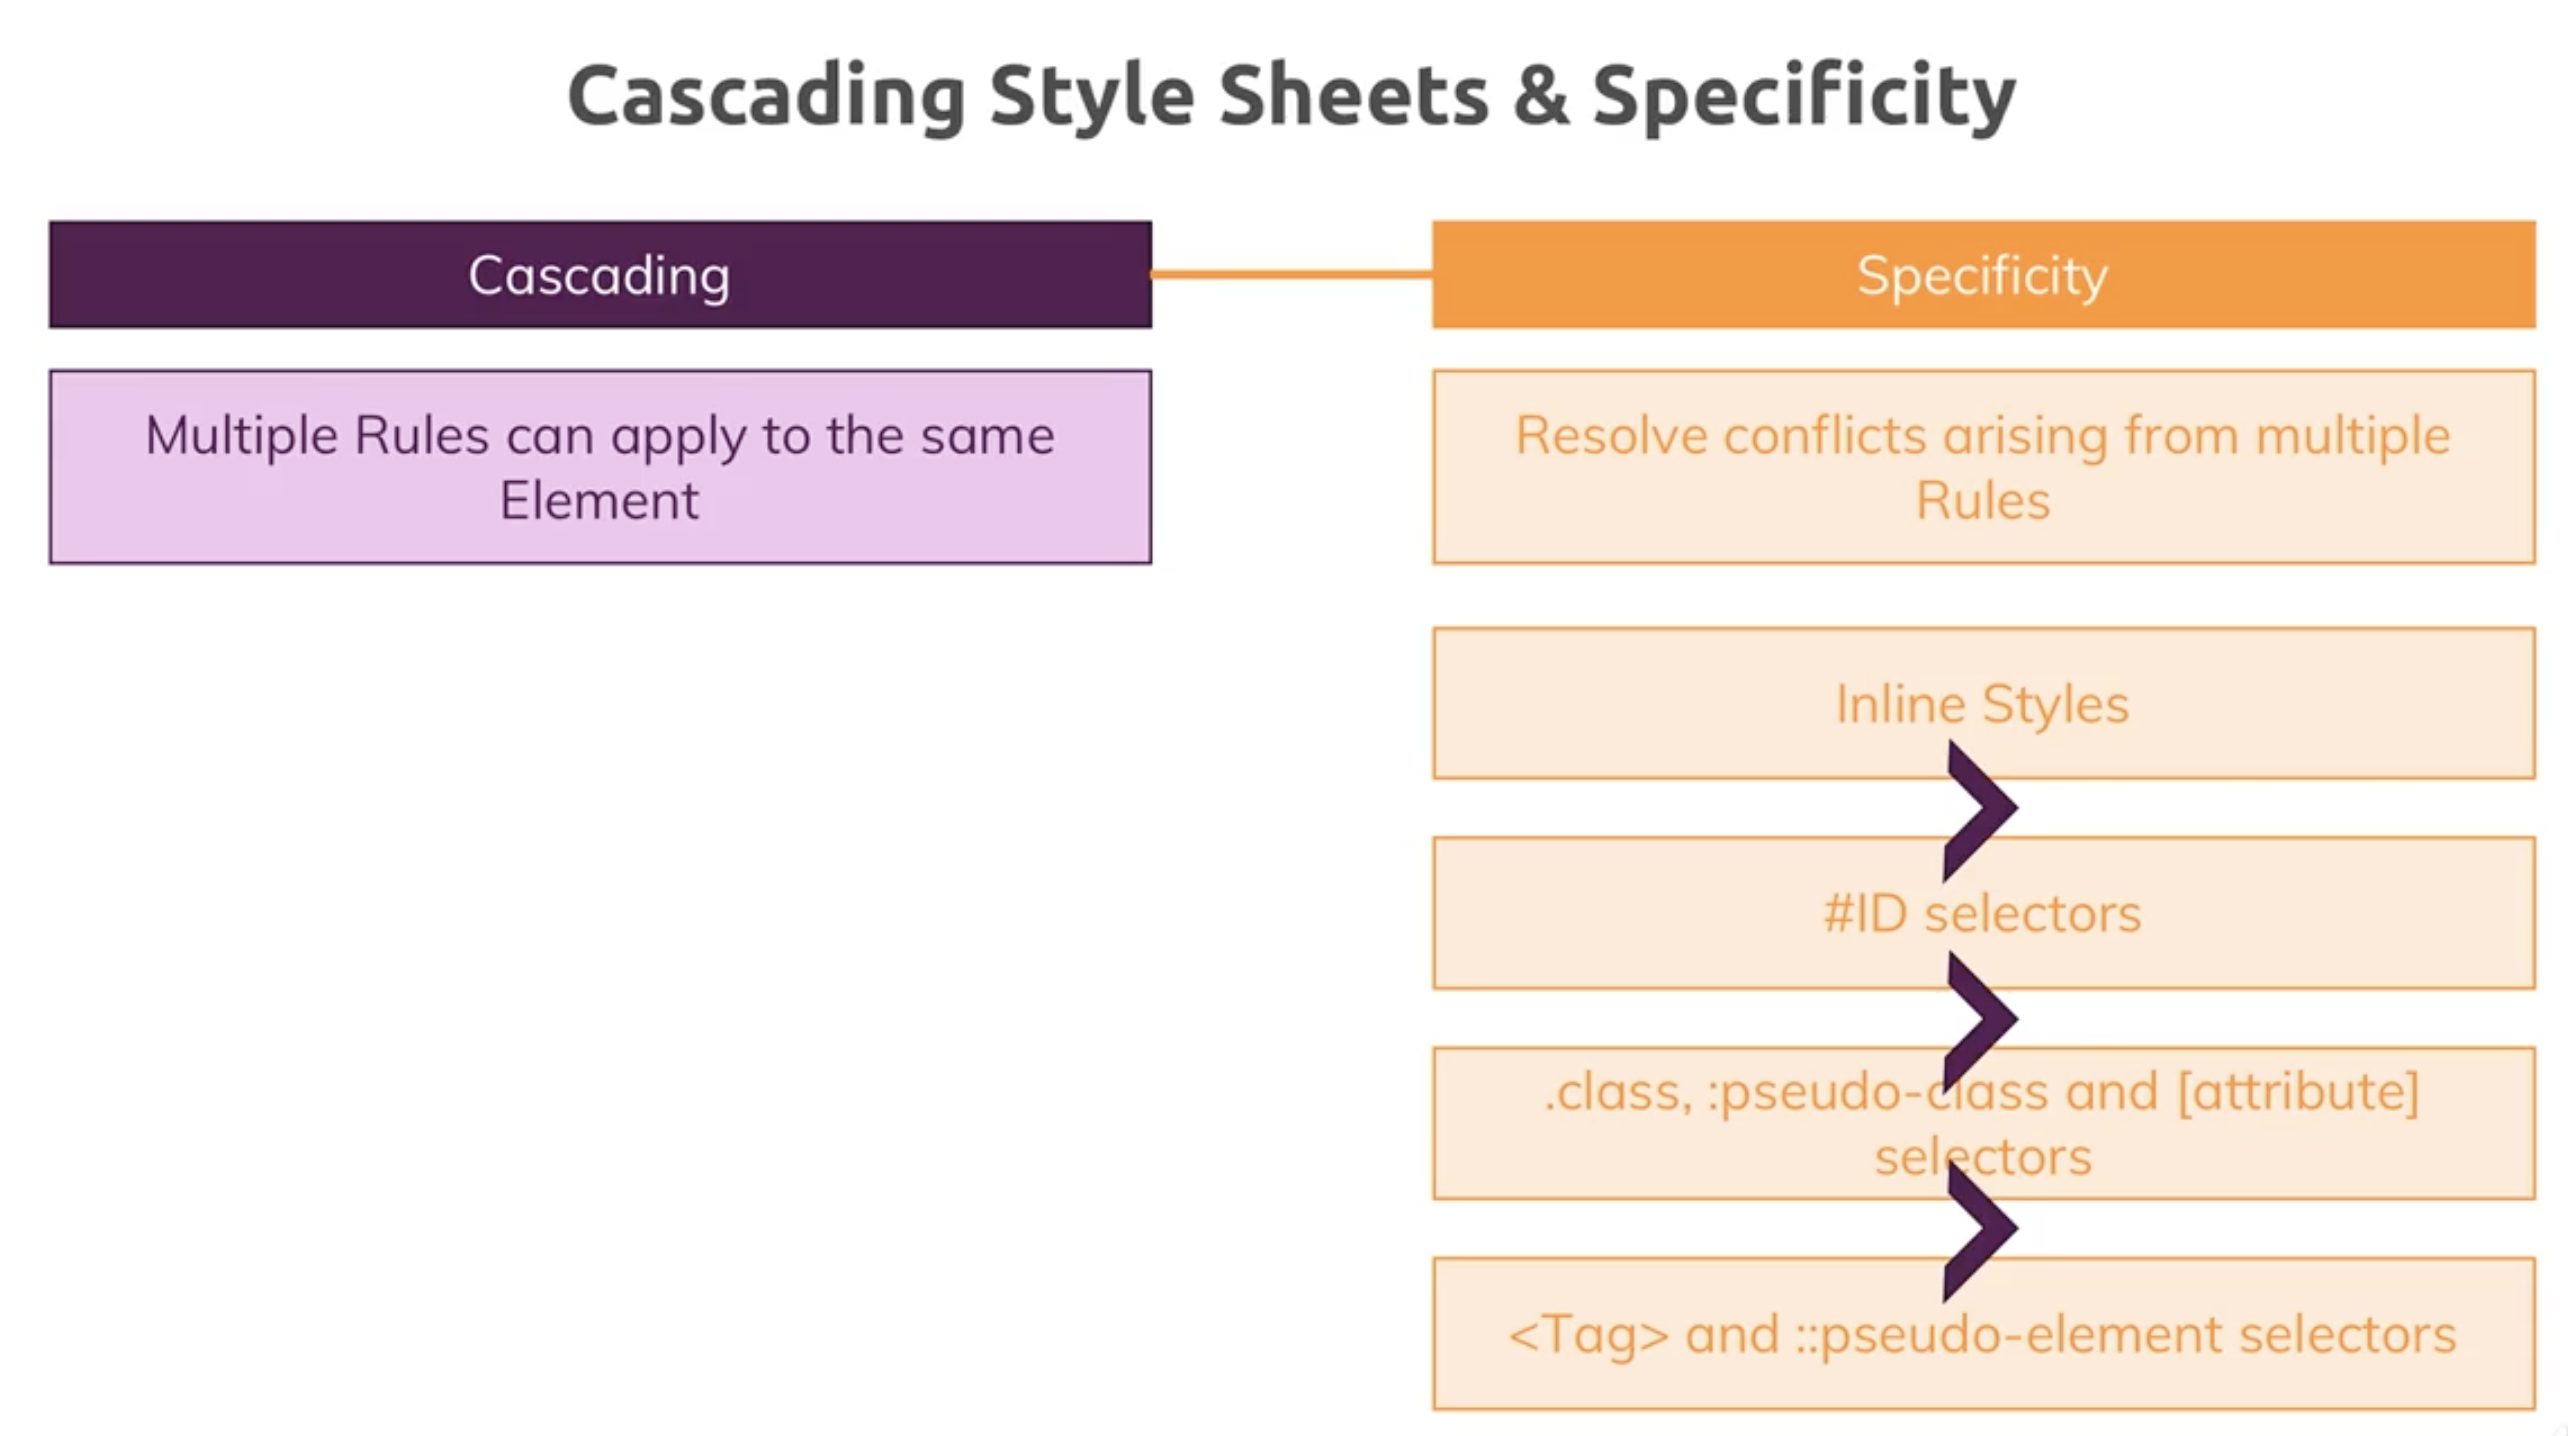 Cascading Style Sheets & Specificity
Cascading
Specificity
Multiple Rules can apply to the same
Element
Resolve conflicts arising from multiple
Rules
Inline Styles
#ID selectors
.class, :pseudo-class and [attribute]
selectors
<Tag> and ::pseudo-element selectors